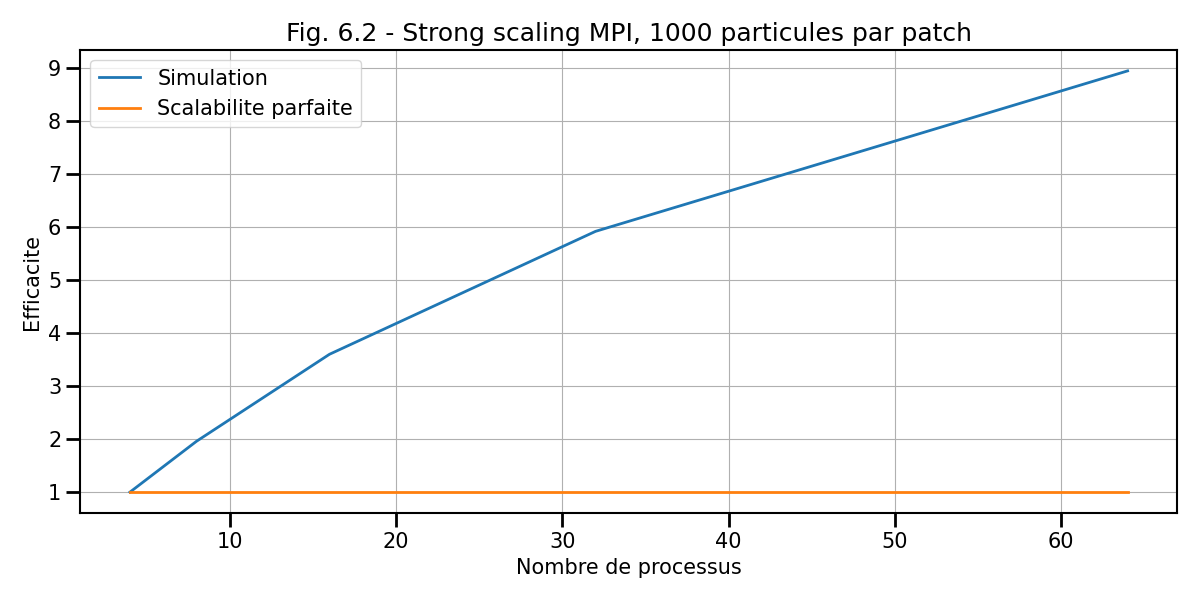 Fig. 6.2 - Strong scaling MPI, 1000 particules par patch
Simulation
Scalabilite parfaite
Efficacite
9
8
7
6
5
4
3
2
1
10 20 30 40 50 60
Nombre de processus